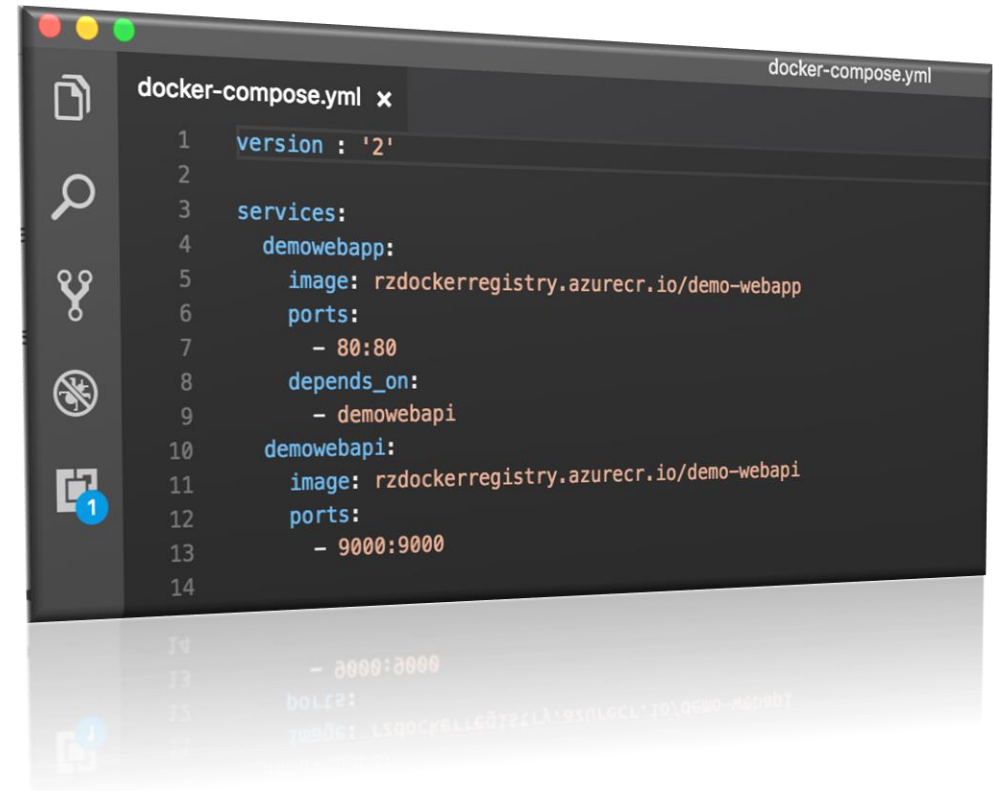 docker-compose.yml
docker-compose.yml ×
1 version : '2'
2
3 services:
4   demowebapp:
5     image: rzdockerregistry.azurecr.io/demo-webapp
6     ports:
7       - 80:80
8     depends_on:
9       - demowebapi
10   demowebapi:
11     image: rzdockerregistry.azurecr.io/demo-webapi
12     ports:
13       - 9000:9000
14
1